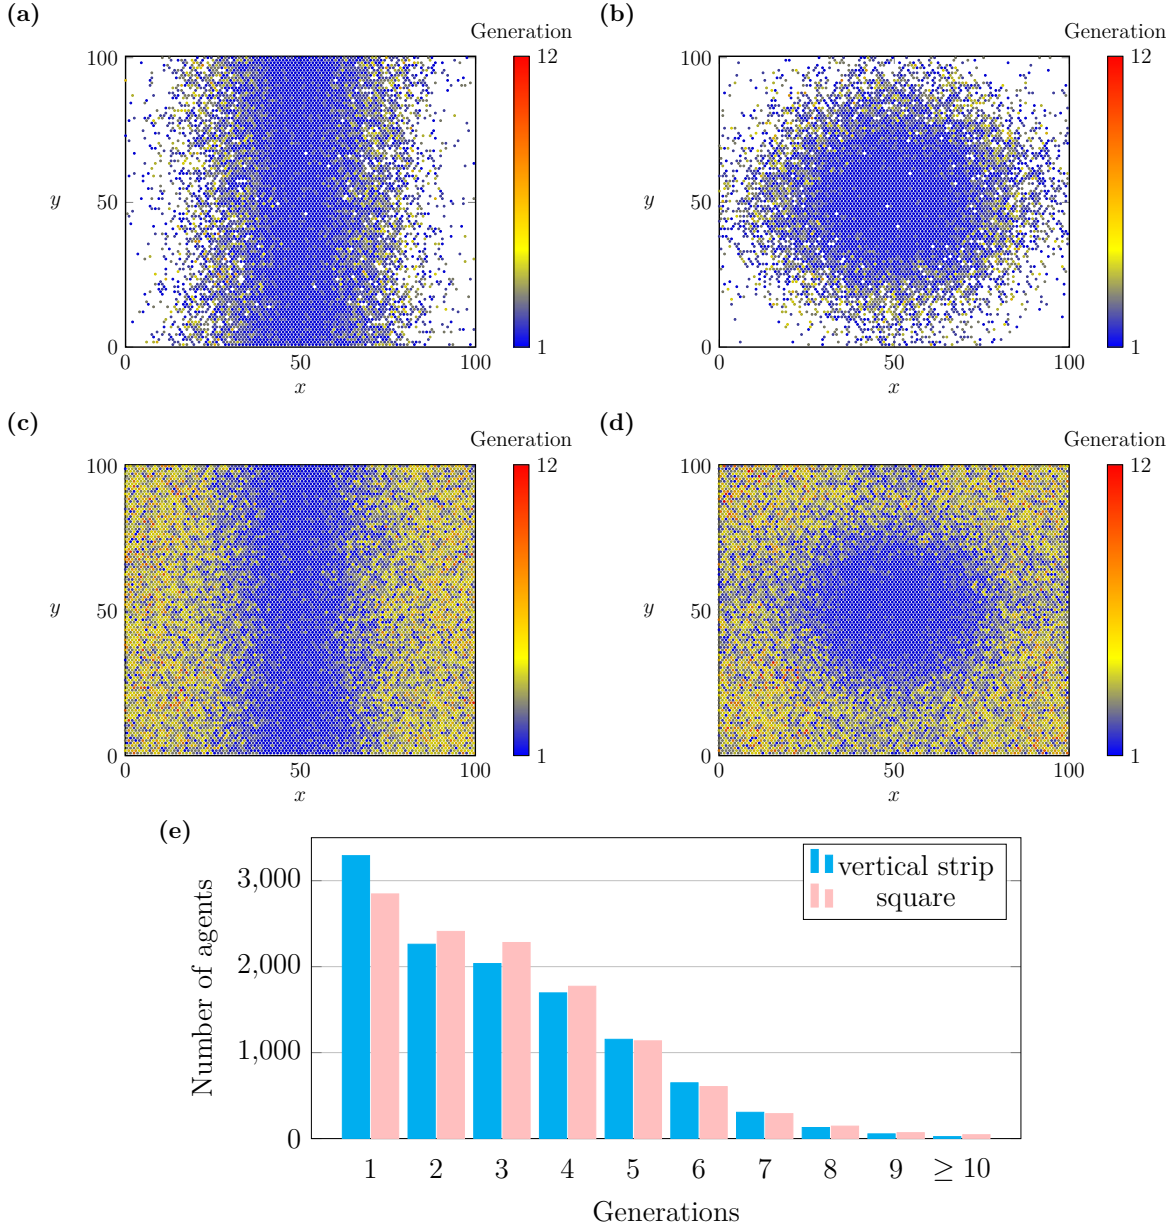 (a)
Generation
12
1
100
50
0
y
0
50
100
x
(b)
Generation
12
1
100
50
0
y
0
50
100
x
(c)
Generation
12
1
100
50
0
y
0
50
100
x
(d)
Generation
12
1
100
50
0
y
0
50
100
x
(e)
vertical strip
square
Number of agents
3,000
2,000
1,000
0
1 2 3 4 5 6 7 8 9 ≥ 10
Generations